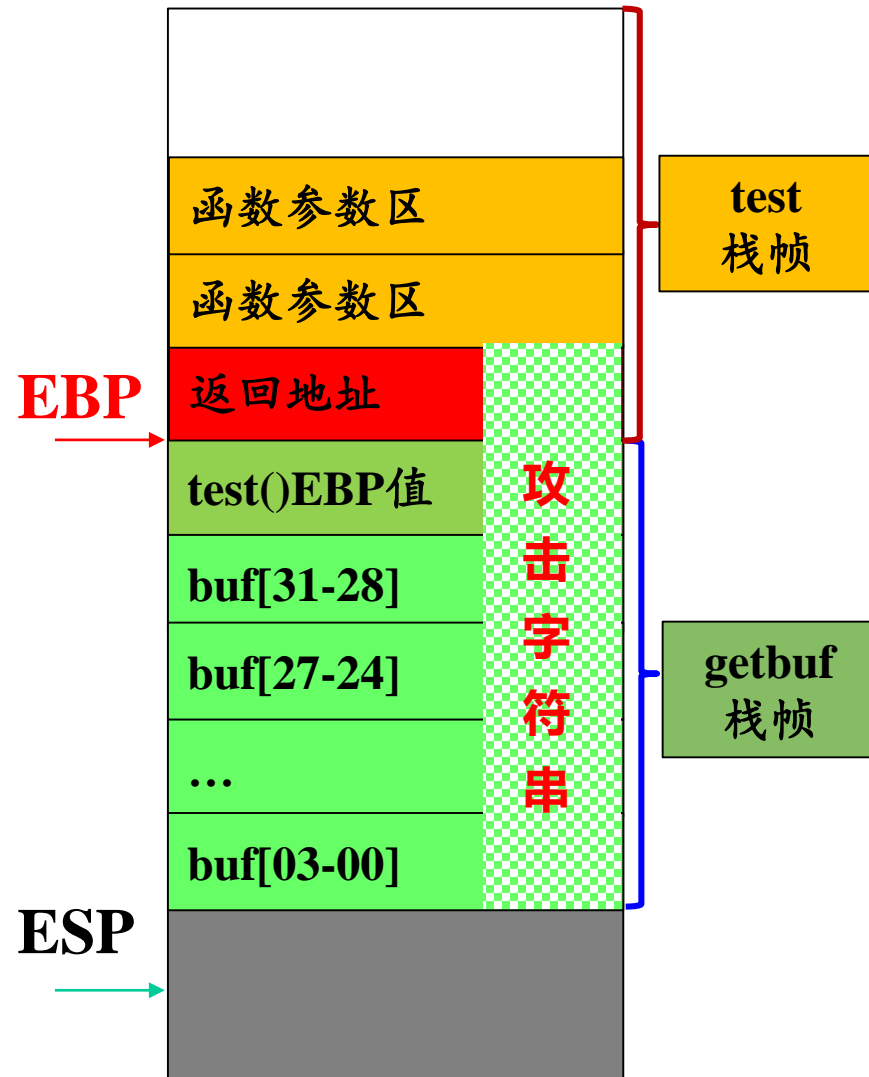 函数参数区
函数参数区
test
栈帧
EBP
返回地址
test()EBP值
攻
击
字
符
串
buf[31-28]
buf[27-24]
getbuf
栈帧
…
buf[03-00]
ESP